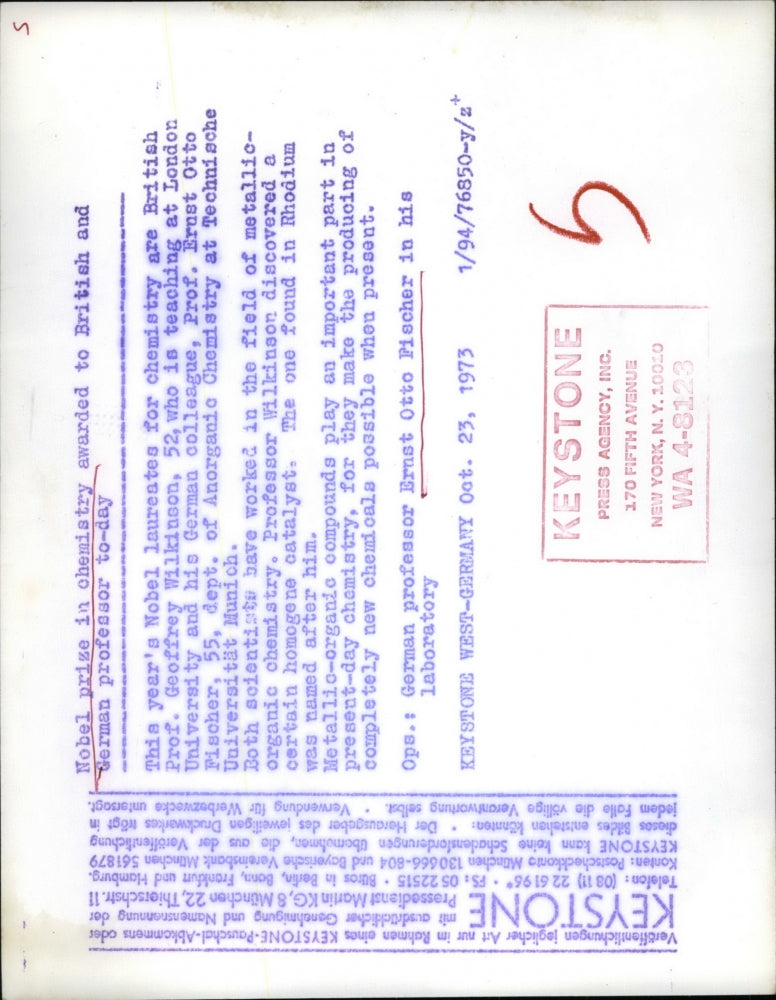 Nobel prize in chemistry awarded to British and
German professor to-day
This year's Nobel laureates for chemistry are British
Prof. Geoffrey Wilkinson, 52, who is teaching at London
University and his German colleague, Prof. Ernst Otto
Fischer, 55, dept. of Anorganic Chemistry at Technische
Universität Munich.
Both scientists have worked in the field of metallic-
organic chemistry. Professor Wilkinson discovered a
certain homogene catalyst. The one found in Rhodium
was named after him.
Metallic-organic compounds play an important part in
present-day chemistry, for they make the producing of
completely new chemicals possible when present.
Ops.: German professor Ernst Otto Fischer in his
laboratory
KEYSTONE WEST-GERMANY Oct. 23, 1973 1/94/76850-y/z+
5
5
KEYSTONE
PRESS AGENCY, INC.
170 FIFTH AVENUE
NEW YORK, N. Y. 10010
WA 4-8123
Veröffentlichungen jeglicher Art nur im Rahmen eines KEYSTONE-Pauschal-Abkommens oder
mit ausdrücklicher Genehmigung und Namensnennung der
KEYSTONE Pressedienst Martin KG, 8 München 22, Thierschstr. 11
Telefon: (08 11) 22 61 96* · FS: 05 22515 · Büros in Berlin, Bonn, Frankfurt und Hamburg.
Konten: Postscheckkonto München 130 666-804 und Bayerische Vereinsbank München 561 879
KEYSTONE kann keine Schadensforderungen übernehmen, die aus der Veröffentlichung
dieses Bildes entstehen könnten: · Der Herausgeber des jeweiligen Druckwerkes trägt in
jedem Falle die völlige Verantwortung selbst. · Verwendung für Werbezwecke untersagt.